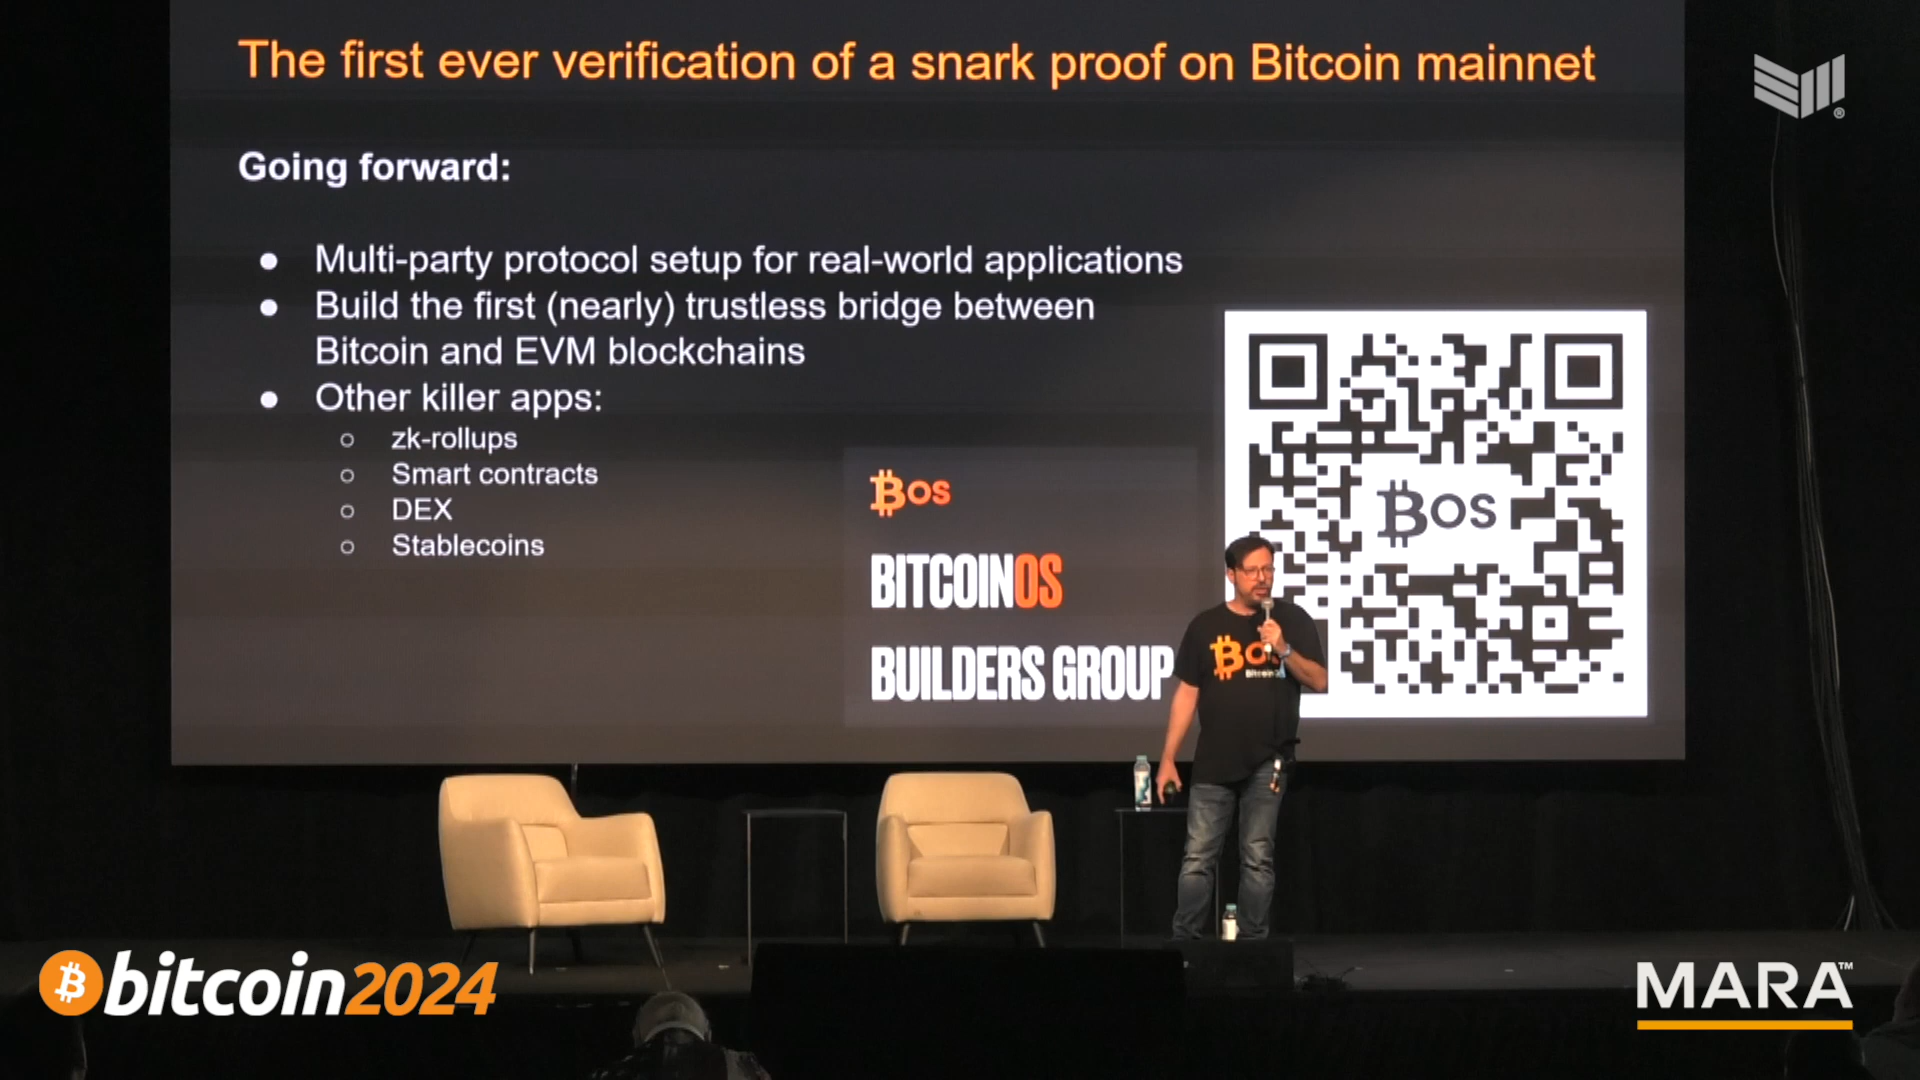 The first ever verification of a snark proof on Bitcoin mainnet
Going forward:
Multi-party protocol setup for real-world applications
Build the first (nearly) trustless bridge between
Bitcoin and EVM blockchains
Other killer apps:
zk-rollups
Smart contracts
DEX
Stablecoins
BOS
BITCOINOS
BUILDERS GROUP
BOS
bitcoin2024
MARA™